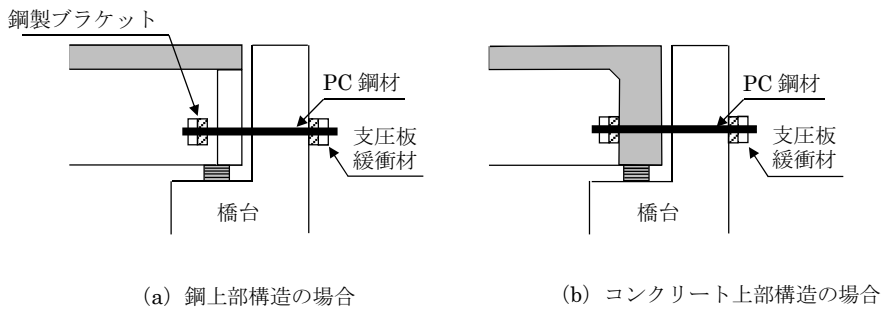 鋼製ブラケット
PC 鋼材
支圧板
緩衝材
橋台
(a) 鋼上部構造の場合
PC 鋼材
支圧板
緩衝材
橋台
(b) コンクリート上部構造の場合